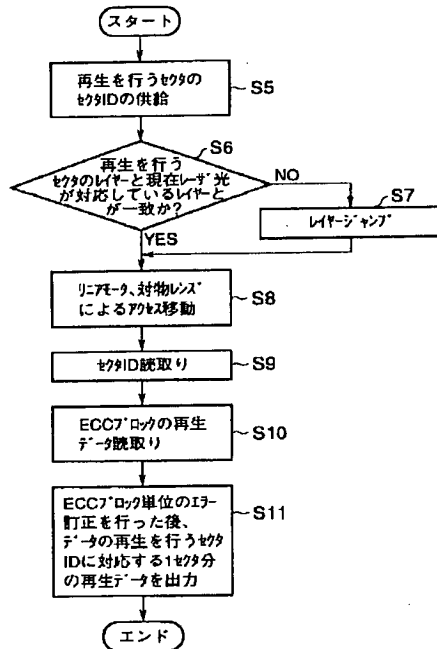 スタート
再生を行うセクタの
セクタIDの供給
S5
S6
再生を行う
セクタのレイヤーと現在レーザ光
が対応しているレイヤーと
が一致か?
NO
S7
レイヤージャンプ
YES
リニアモータ、対物レンズ
によるアクセス移動
S8
セクタID読取り
S9
ECCブロックの再生
データ読取り
S10
ECCブロック単位のエラー
訂正を行った後、
データの再生を行うセクタ
IDに対応する1セクタ分
の再生データを出力
S11
エンド